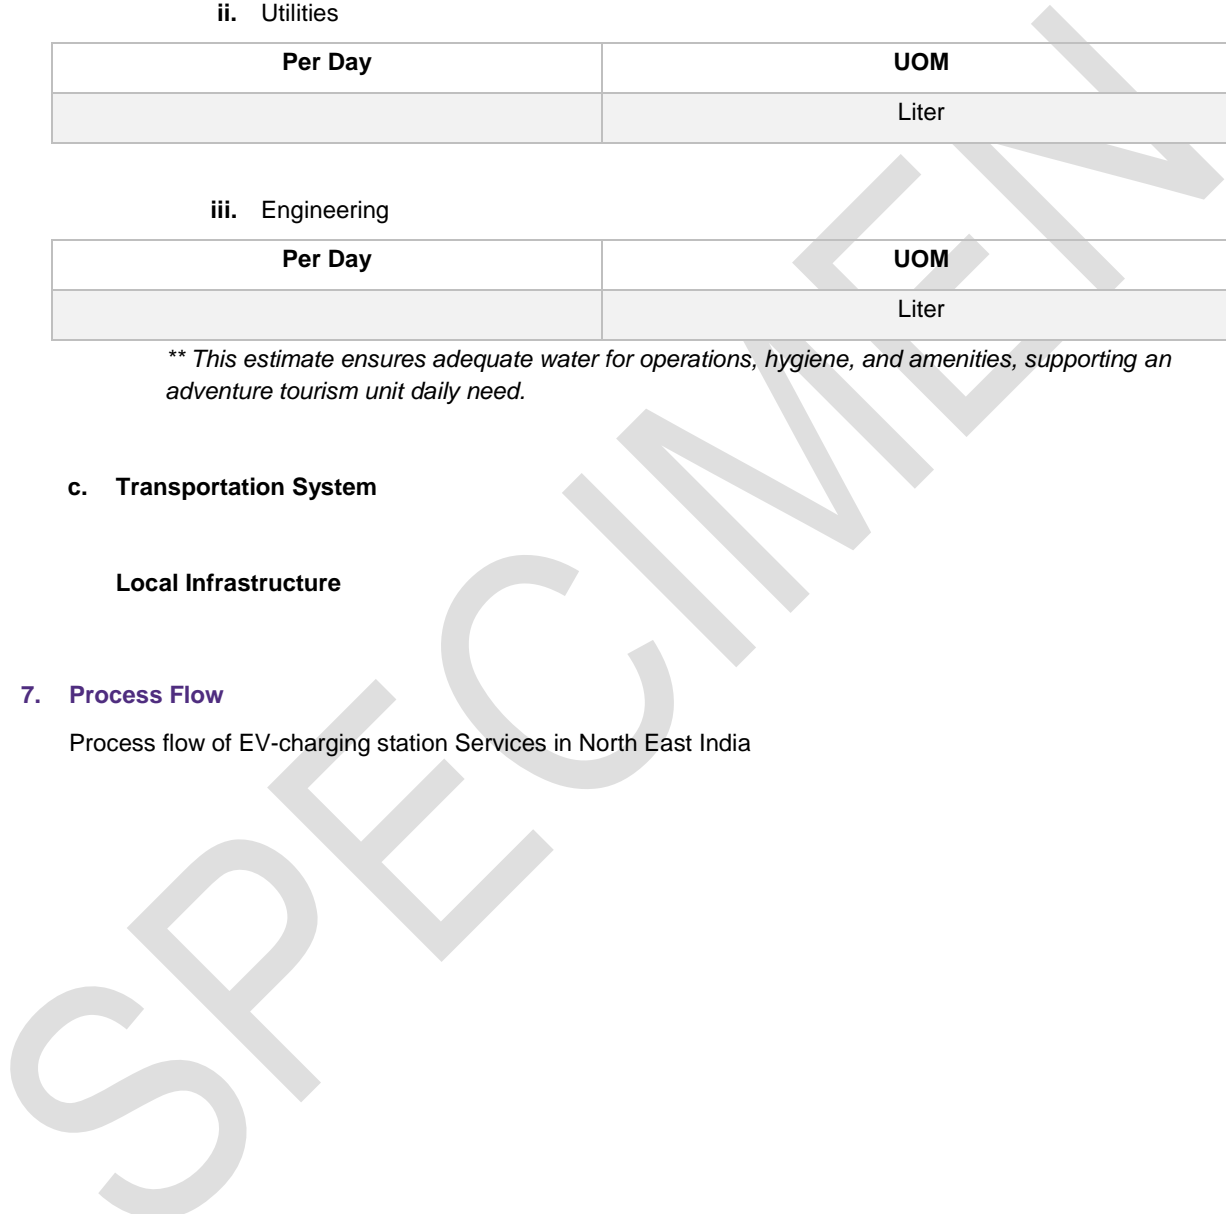 ii. Utilities
Per Day UOM
Liter
iii. Engineering
Per Day UOM
Liter
** This estimate ensures adequate water for operations, hygiene, and amenities, supporting an
adventure tourism unit daily need.
c. Transportation System
Local Infrastructure
7. Process Flow
Process flow of EV-charging station Services in North East India
SPECIMEN